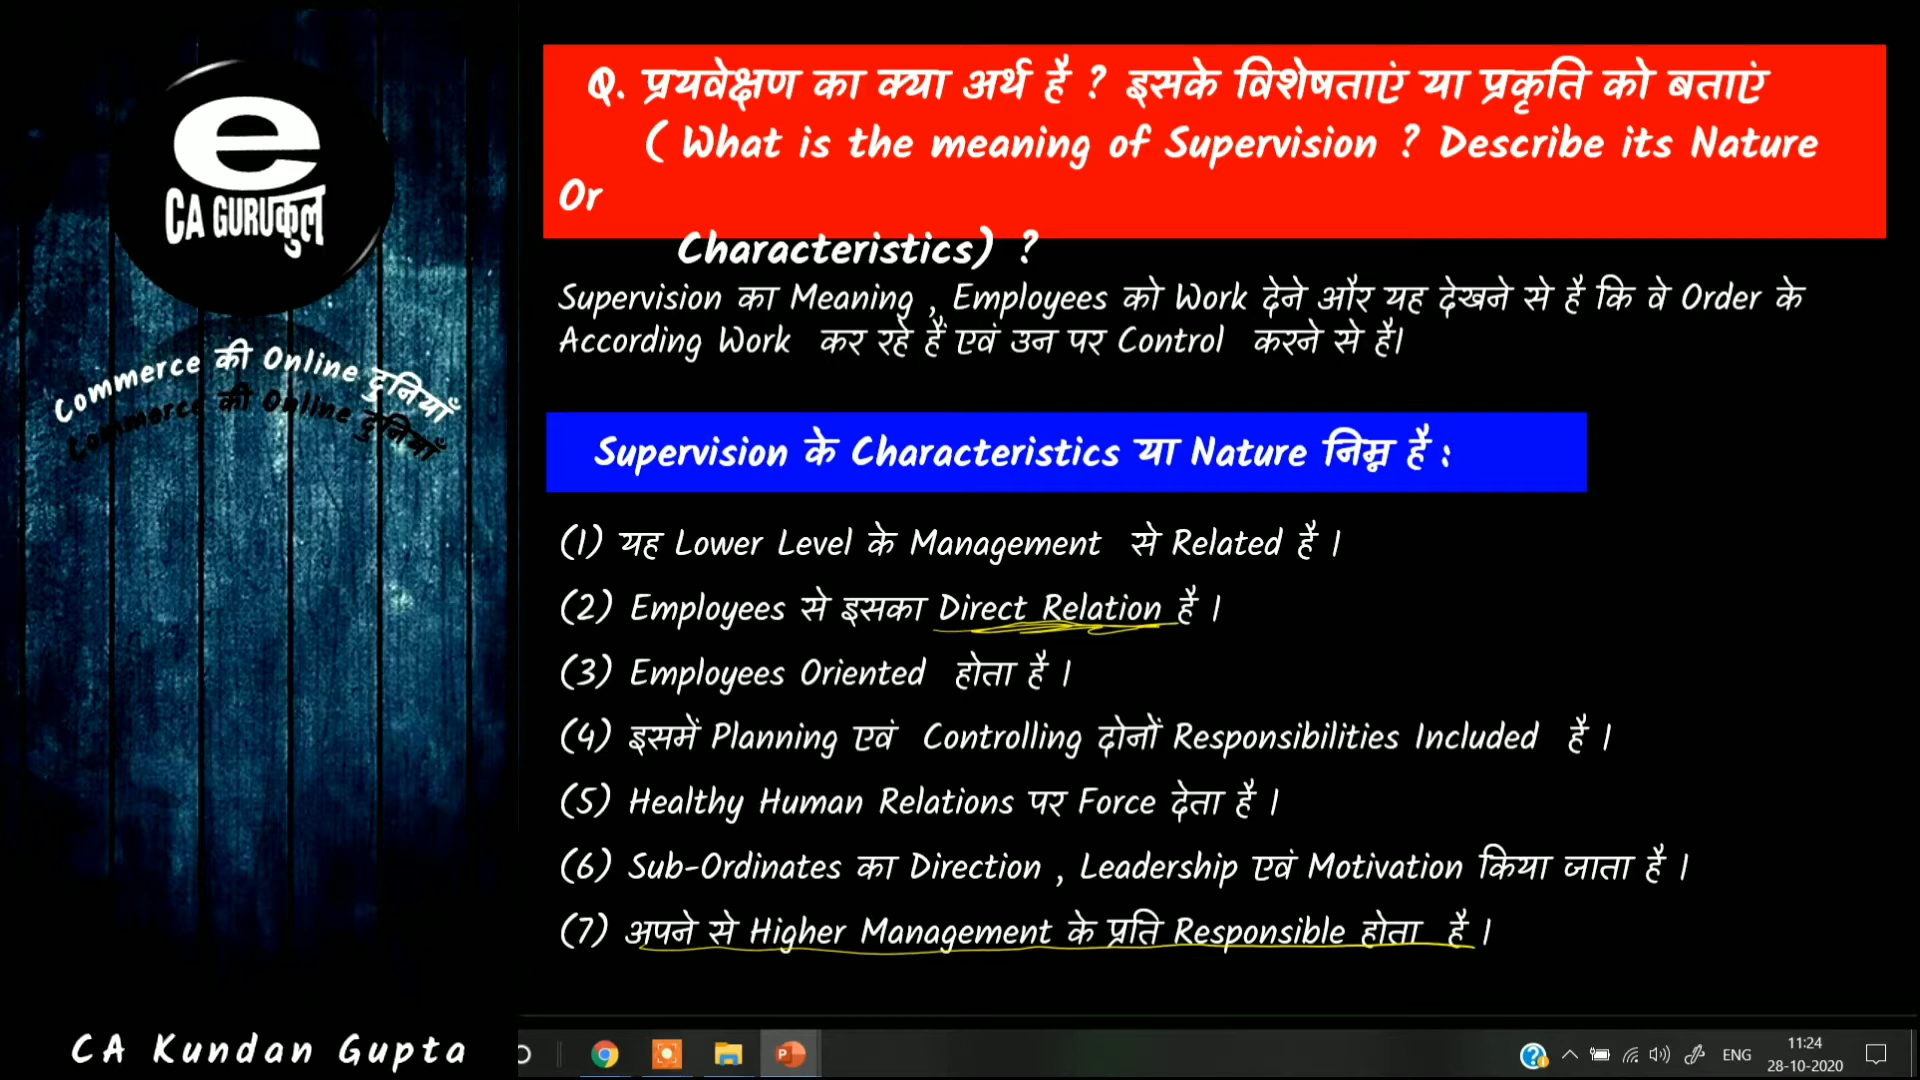 e
CA GURUकुल
Commerce की Online दुनियाँ
Commerce की Online दुनियाँ
CA Kundan Gupta
Q. प्रयवेक्षण का क्या अर्थ है ? इसके विशेषताएं या प्रकृति को बताएं
( What is the meaning of Supervision ? Describe its Nature
Or
Characteristics) ?
Supervision का Meaning , Employees को Work देने और यह देखने से है कि वे Order के
According Work कर रहे हैं एवं उन पर Control करने से है।
Supervision के Characteristics या Nature निम्न है :
(1) यह Lower Level के Management से Related है ।
(2) Employees से इसका Direct Relation है ।
(3) Employees Oriented होता है ।
(4) इसमें Planning एवं Controlling दोनों Responsibilities Included है ।
(5) Healthy Human Relations पर Force देता है ।
(6) Sub-Ordinates का Direction , Leadership एवं Motivation किया जाता है ।
(7) अपने से Higher Management के प्रति Responsible होता है ।
ENG
11:24
28-10-2020